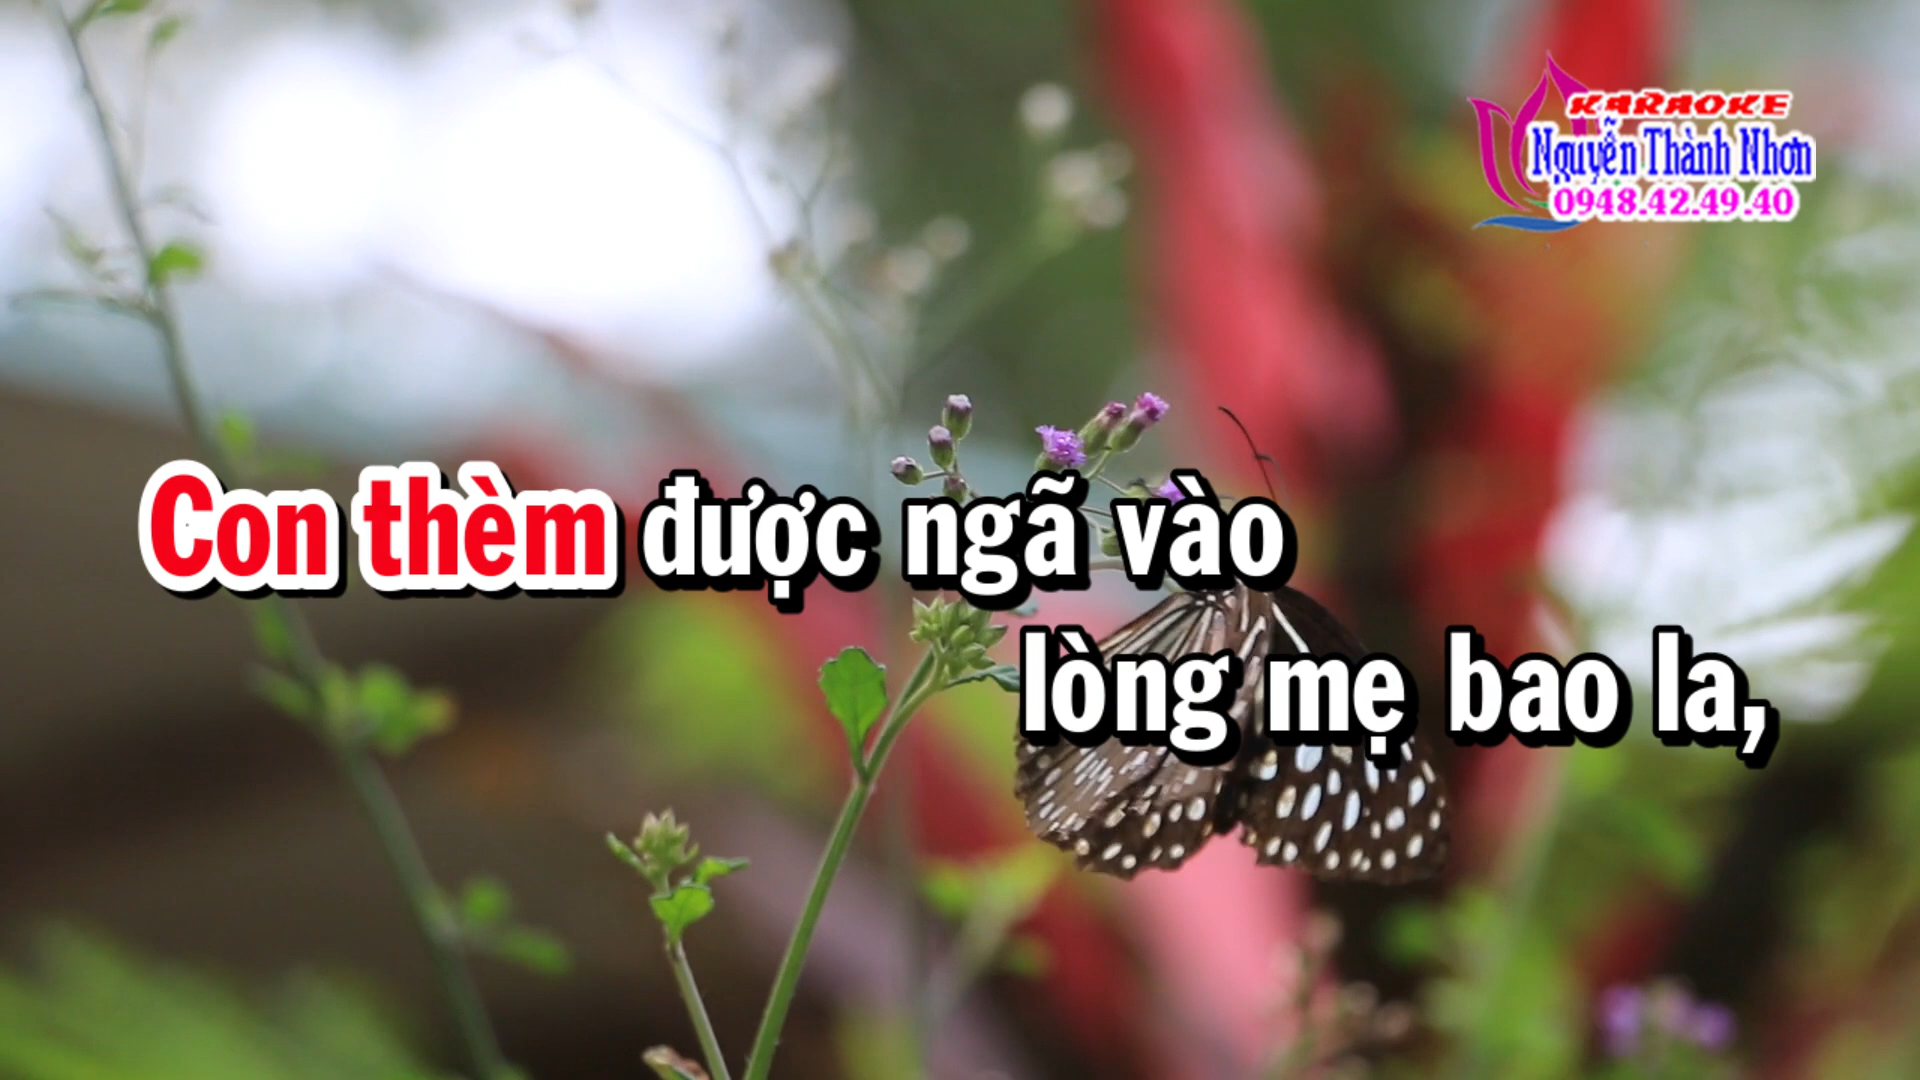 KARAOKE
Nguyễn Thành Nhơn
0948.42.49.40
Con thèm được ngã vào
lòng mẹ bao la,